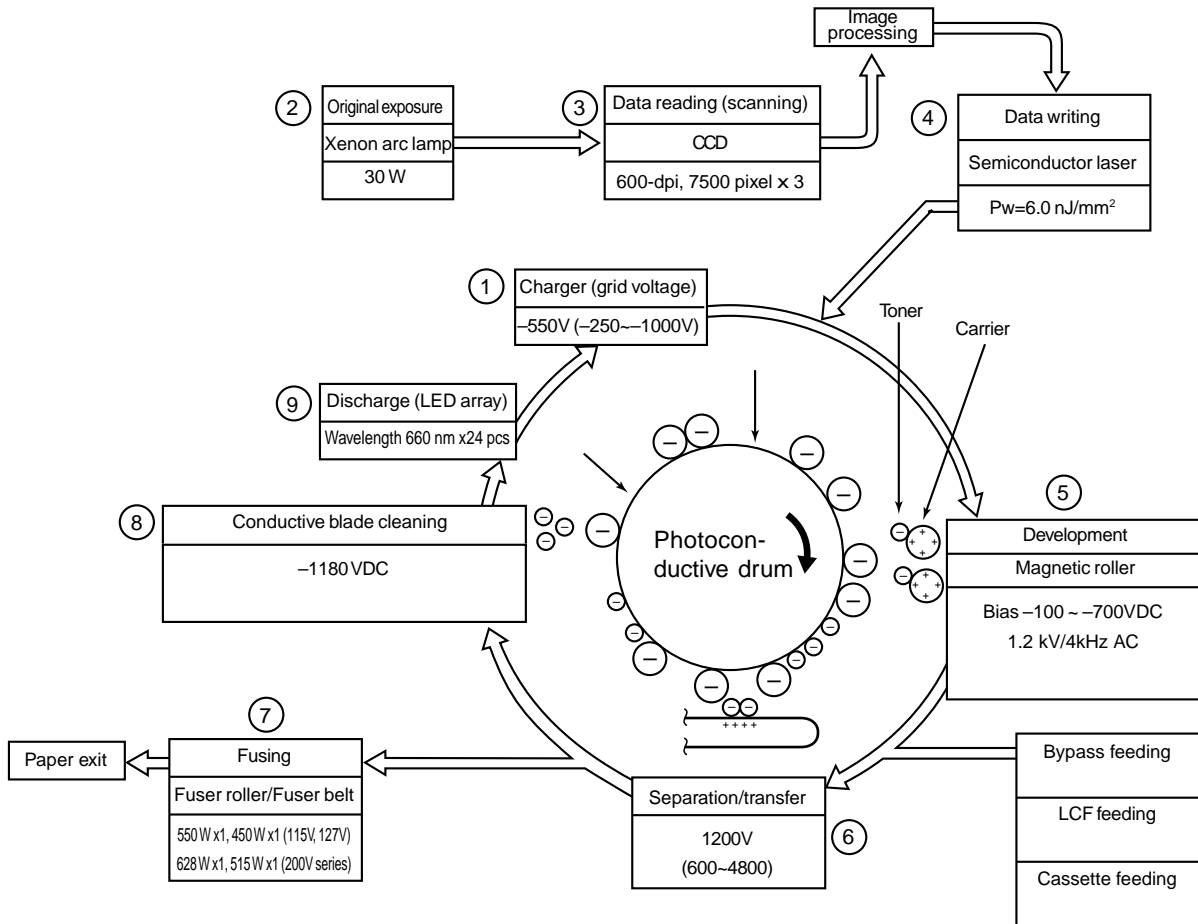 Image
processing
2
Original exposure
Xenon arc lamp
30 W
3
Data reading (scanning)
CCD
600-dpi, 7500 pixel x 3
4
Data writing
Semiconductor laser
Pw=6.0 nJ/mm²
1
Charger (grid voltage)
–550V (–250~–1000V)
Toner
Carrier
9
Discharge (LED array)
Wavelength 660 nm x24 pcs
8
Conductive blade cleaning
–1180 VDC
Photocon-
ductive drum
5
Development
Magnetic roller
Bias –100 ~ –700VDC
1.2 kV/4kHz AC
7
Paper exit
Fusing
Fuser roller/Fuser belt
550 W x1, 450 W x1 (115V, 127V)
628 W x1, 515 W x1 (200V series)
Separation/transfer
1200V
(600~4800)
6
Bypass feeding
LCF feeding
Cassette feeding